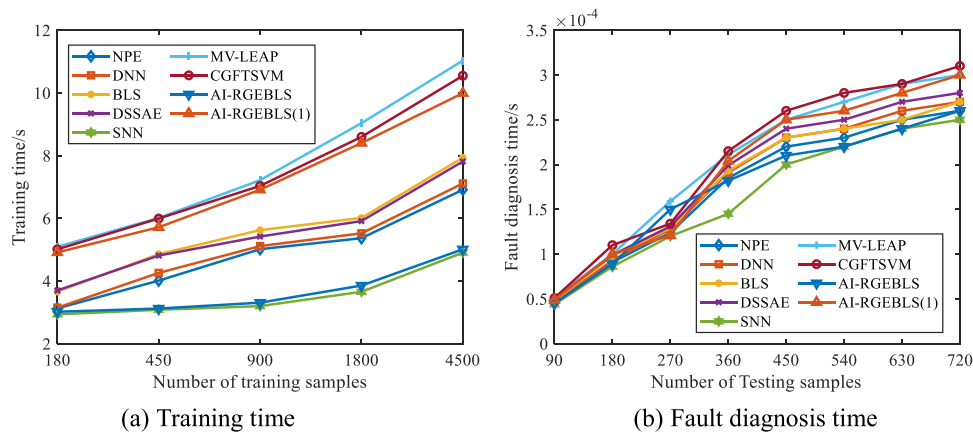 12
10
8
6
4
2
Training time/s
NPE
DNN
BLS
DSSAE
SNN
MV-LEAP
CGFTSVM
AI-RGEBLS
AI-RGEBLS(1)
180 450 900 1800 4500
Number of training samples
(a) Training time
×10⁻⁴
3.5
3
2.5
2
1.5
1
0.5
0
Fault diagnosis time/s
NPE
DNN
BLS
DSSAE
SNN
MV-LEAP
CGFTSVM
AI-RGEBLS
AI-RGEBLS(1)
90 180 270 360 450 540 630 720
Number of Testing samples
(b) Fault diagnosis time